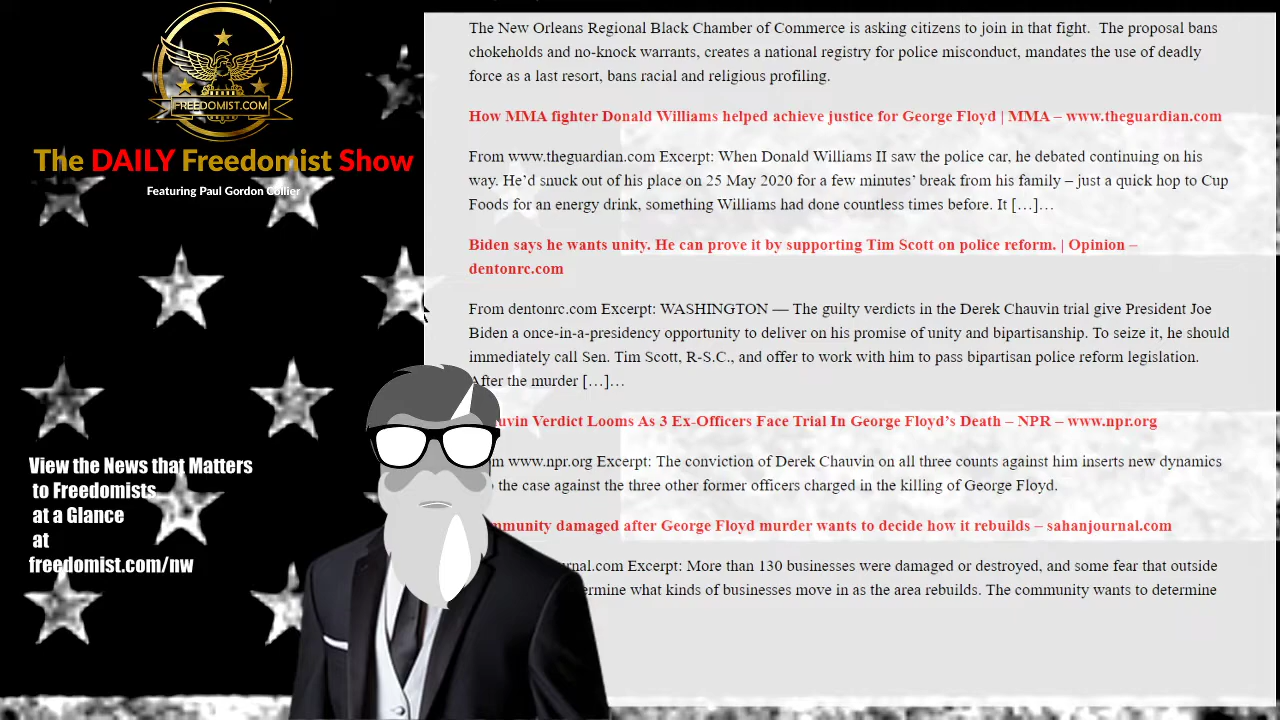 FREEDOMIST.COM
The DAILY Freedomist Show
Featuring Paul Gordon Collier
View the News that Matters
to Freedomists
at a Glance
at
freedomist.com/nw
The New Orleans Regional Black Chamber of Commerce is asking citizens to join in that fight. The proposal bans
chokeholds and no-knock warrants, creates a national registry for police misconduct, mandates the use of deadly
force as a last resort, bans racial and religious profiling.
How MMA fighter Donald Williams helped achieve justice for George Floyd | MMA – www.theguardian.com
From www.theguardian.com Excerpt: When Donald Williams II saw the police car, he debated continuing on his
way. He’d snuck out of his place on 25 May 2020 for a few minutes’ break from his family – just a quick hop to Cup
Foods for an energy drink, something Williams had done countless times before. It […]…
Biden says he wants unity. He can prove it by supporting Tim Scott on police reform. | Opinion –
dentonrc.com
From dentonrc.com Excerpt: WASHINGTON — The guilty verdicts in the Derek Chauvin trial give President Joe
Biden a once-in-a-presidency opportunity to deliver on his promise of unity and bipartisanship. To seize it, he should
immediately call Sen. Tim Scott, R-S.C., and offer to work with him to pass bipartisan police reform legislation.
After the murder […]…
uvin Verdict Looms As 3 Ex-Officers Face Trial In George Floyd’s Death – NPR – www.npr.org
m www.npr.org Excerpt: The conviction of Derek Chauvin on all three counts against him inserts new dynamics
the case against the three other former officers charged in the killing of George Floyd.
mmunity damaged after George Floyd murder wants to decide how it rebuilds – sahanjournal.com
rnal.com Excerpt: More than 130 businesses were damaged or destroyed, and some fear that outside
ermine what kinds of businesses move in as the area rebuilds. The community wants to determine